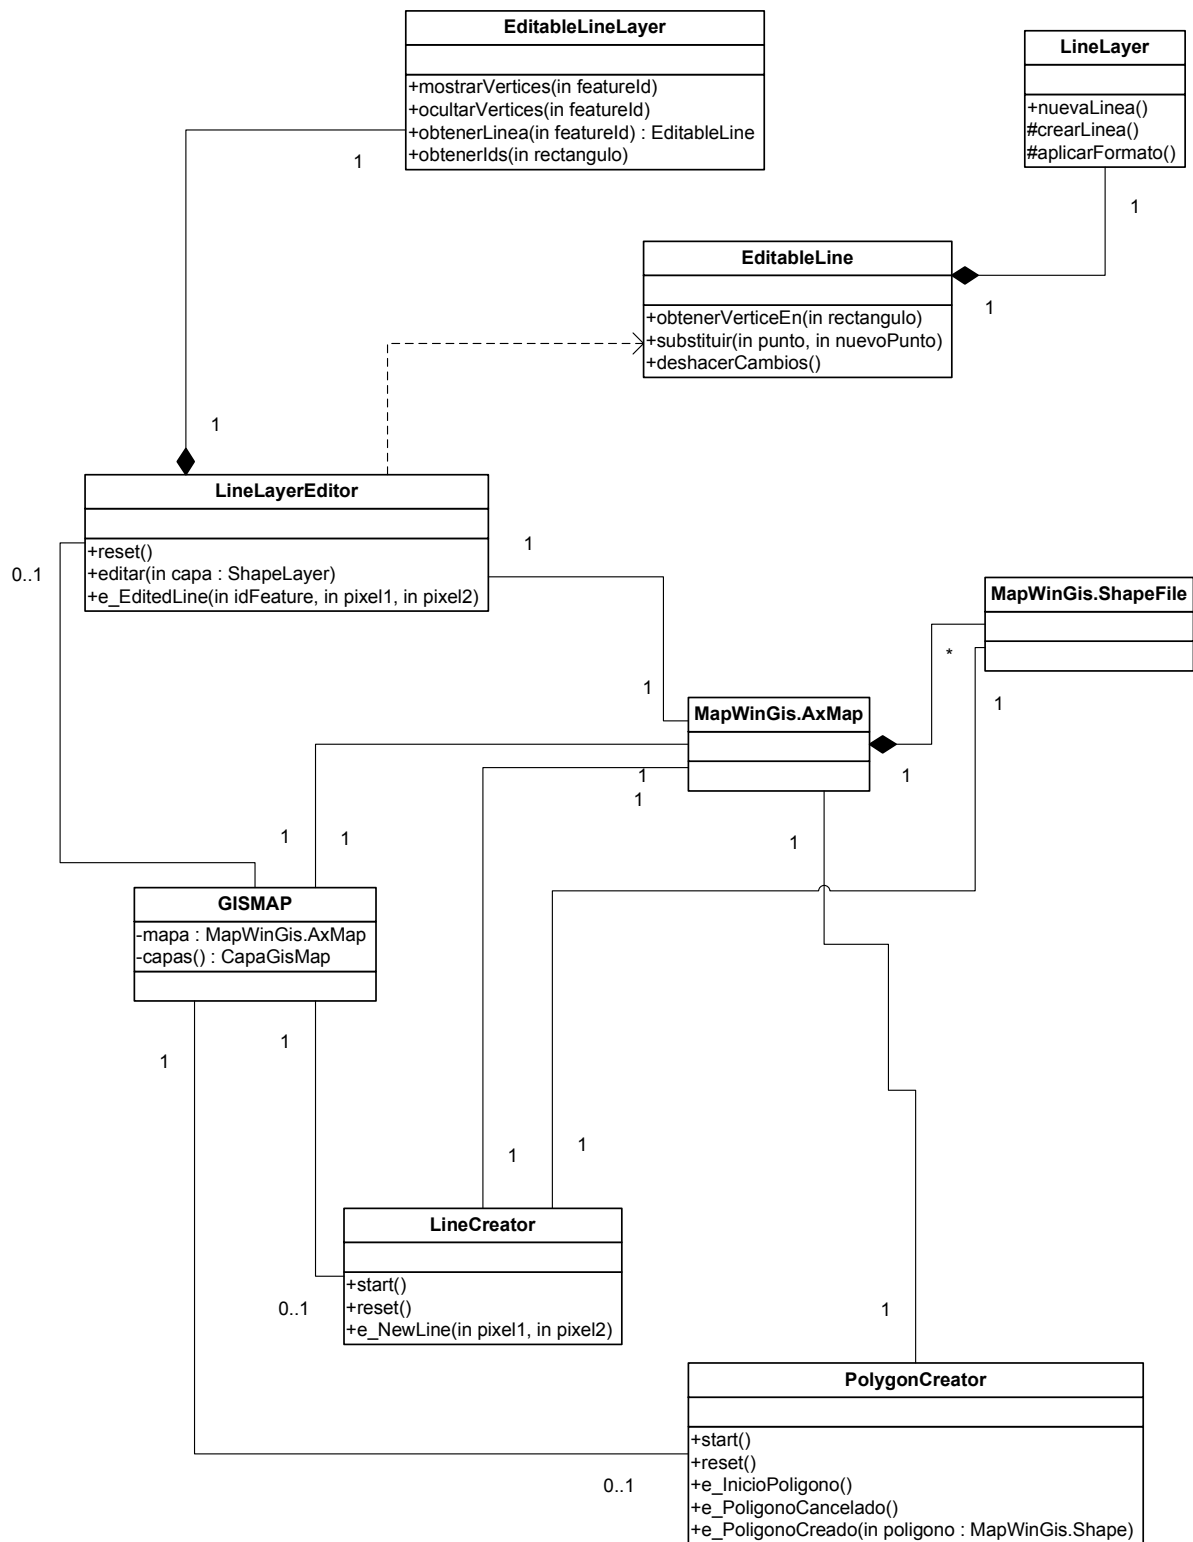 EditableLineLayer
+mostrarVertices(in featureId)
+ocultarVertices(in featureId)
+obtenerLinea(in featureId) : EditableLine
+obtenerIds(in rectangulo)
LineLayer
+nuevaLinea()
#crearLinea()
#aplicarFormato()
1
1
EditableLine
+obtenerVerticeEn(in rectangulo)
+substituir(in punto, in nuevoPunto)
+deshacerCambios()
1
1
LineLayerEditor
+reset()
+editar(in capa : ShapeLayer)
+e_EditedLine(in idFeature, in pixel1, in pixel2)
1
0..1
MapWinGis.ShapeFile
*
1
1
MapWinGis.AxMap
1
1
1
1
1
1
GISMAP
-mapa : MapWinGis.AxMap
-capas() : CapaGisMap
1
1
1
1
LineCreator
+start()
+reset()
+e_NewLine(in pixel1, in pixel2)
0..1
1
PolygonCreator
+start()
+reset()
+e_InicioPoligono()
+e_PoligonoCancelado()
+e_PoligonoCreado(in poligono : MapWinGis.Shape)
0..1